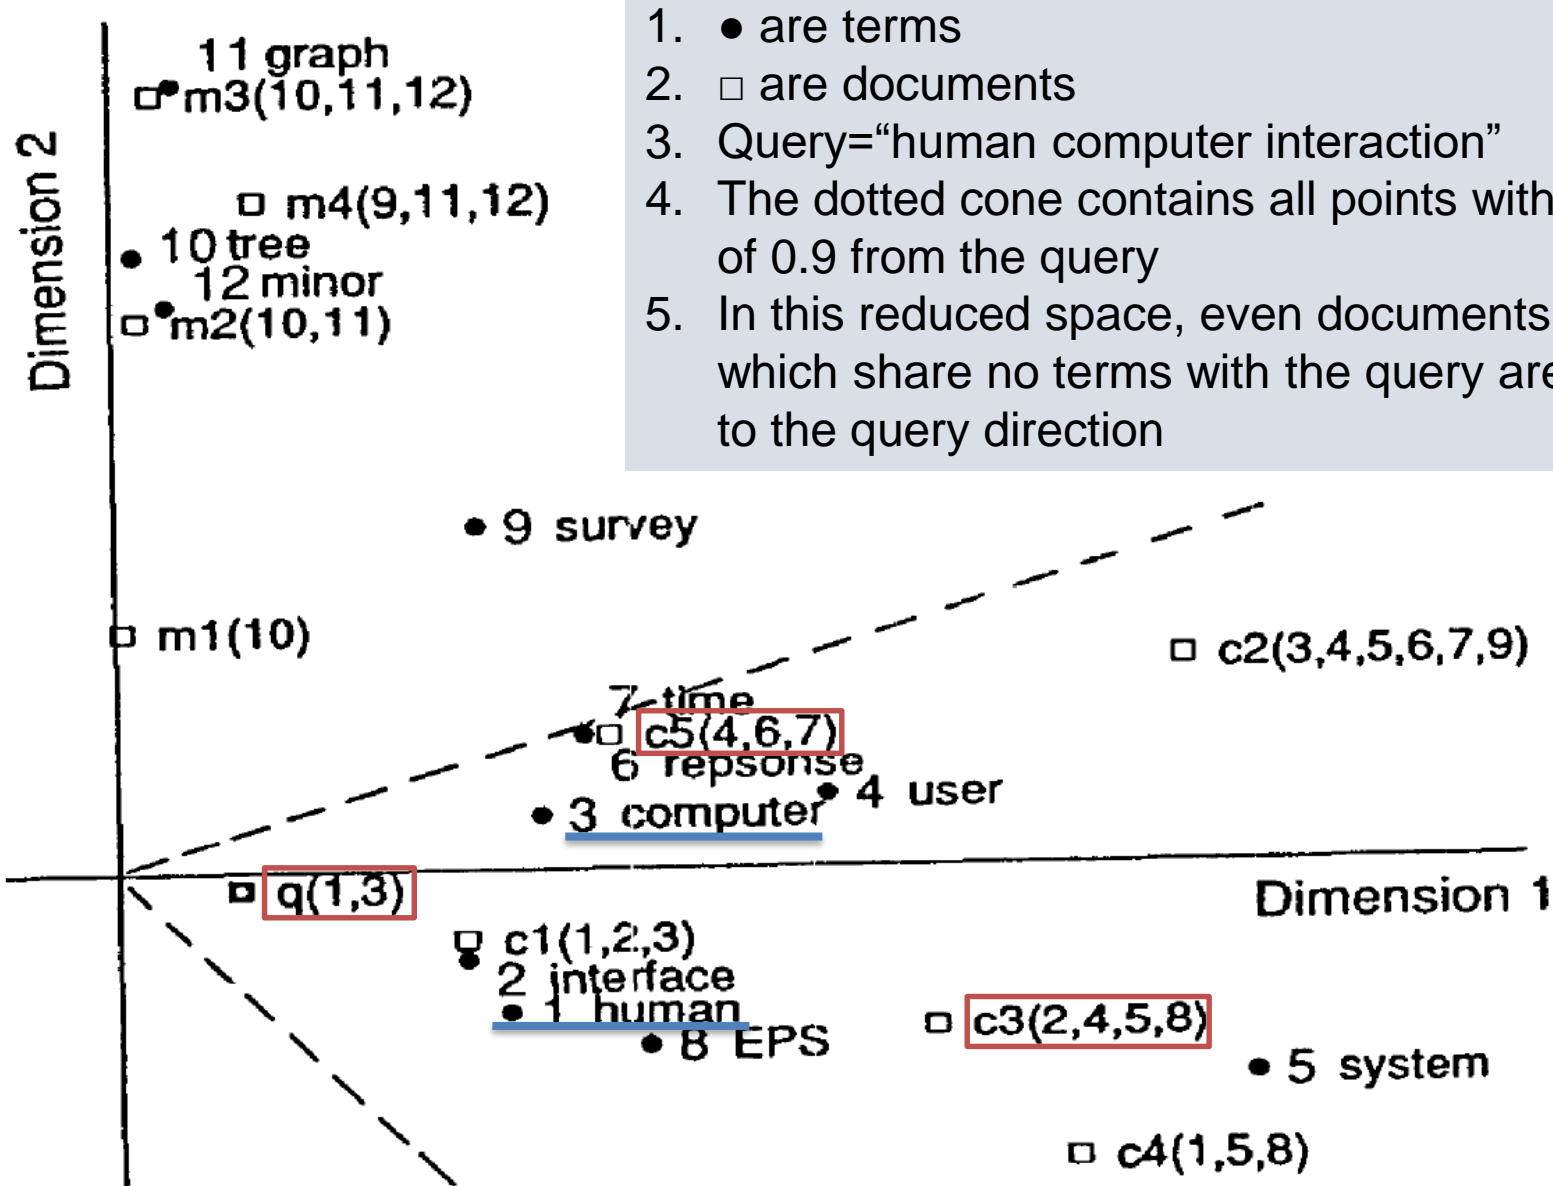 1. ● are terms
2. □ are documents
3. Query=“human computer interaction”
4. The dotted cone contains all points with
of 0.9 from the query
5. In this reduced space, even documents
which share no terms with the query are
to the query direction
11 graph
m3(10,11,12)
m4(9,11,12)
10 tree
12 minor
m2(10,11)
Dimension 2
9 survey
m1(10)
c2(3,4,5,6,7,9)
7 time
c5(4,6,7)
6 repsonse
4 user
3 computer
q(1,3)
Dimension 1
c1(1,2,3)
2 interface
1 human
c3(2,4,5,8)
8 EPS
5 system
c4(1,5,8)